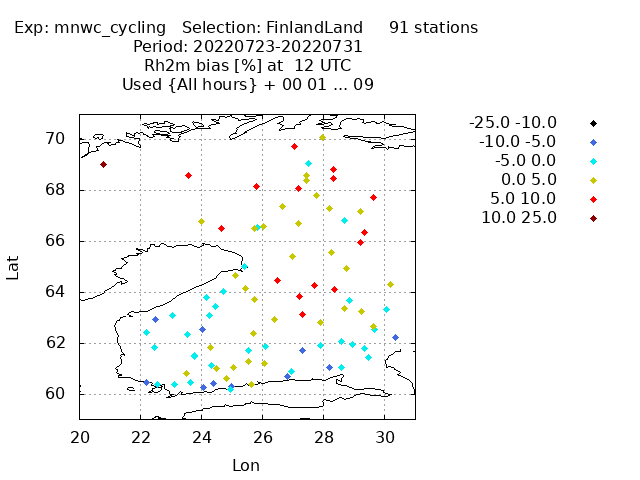 Exp: mnwc_cycling   Selection: FinlandLand     91 stations
Period: 20220723-20220731
Rh2m bias [%] at  12 UTC
Used {All hours} + 00 01 ... 09
-25.0 -10.0
-10.0 -5.0
-5.0 0.0
0.0 5.0
5.0 10.0
10.0 25.0
70
68
66
64
62
60
Lat
20 22 24 26 28 30
Lon